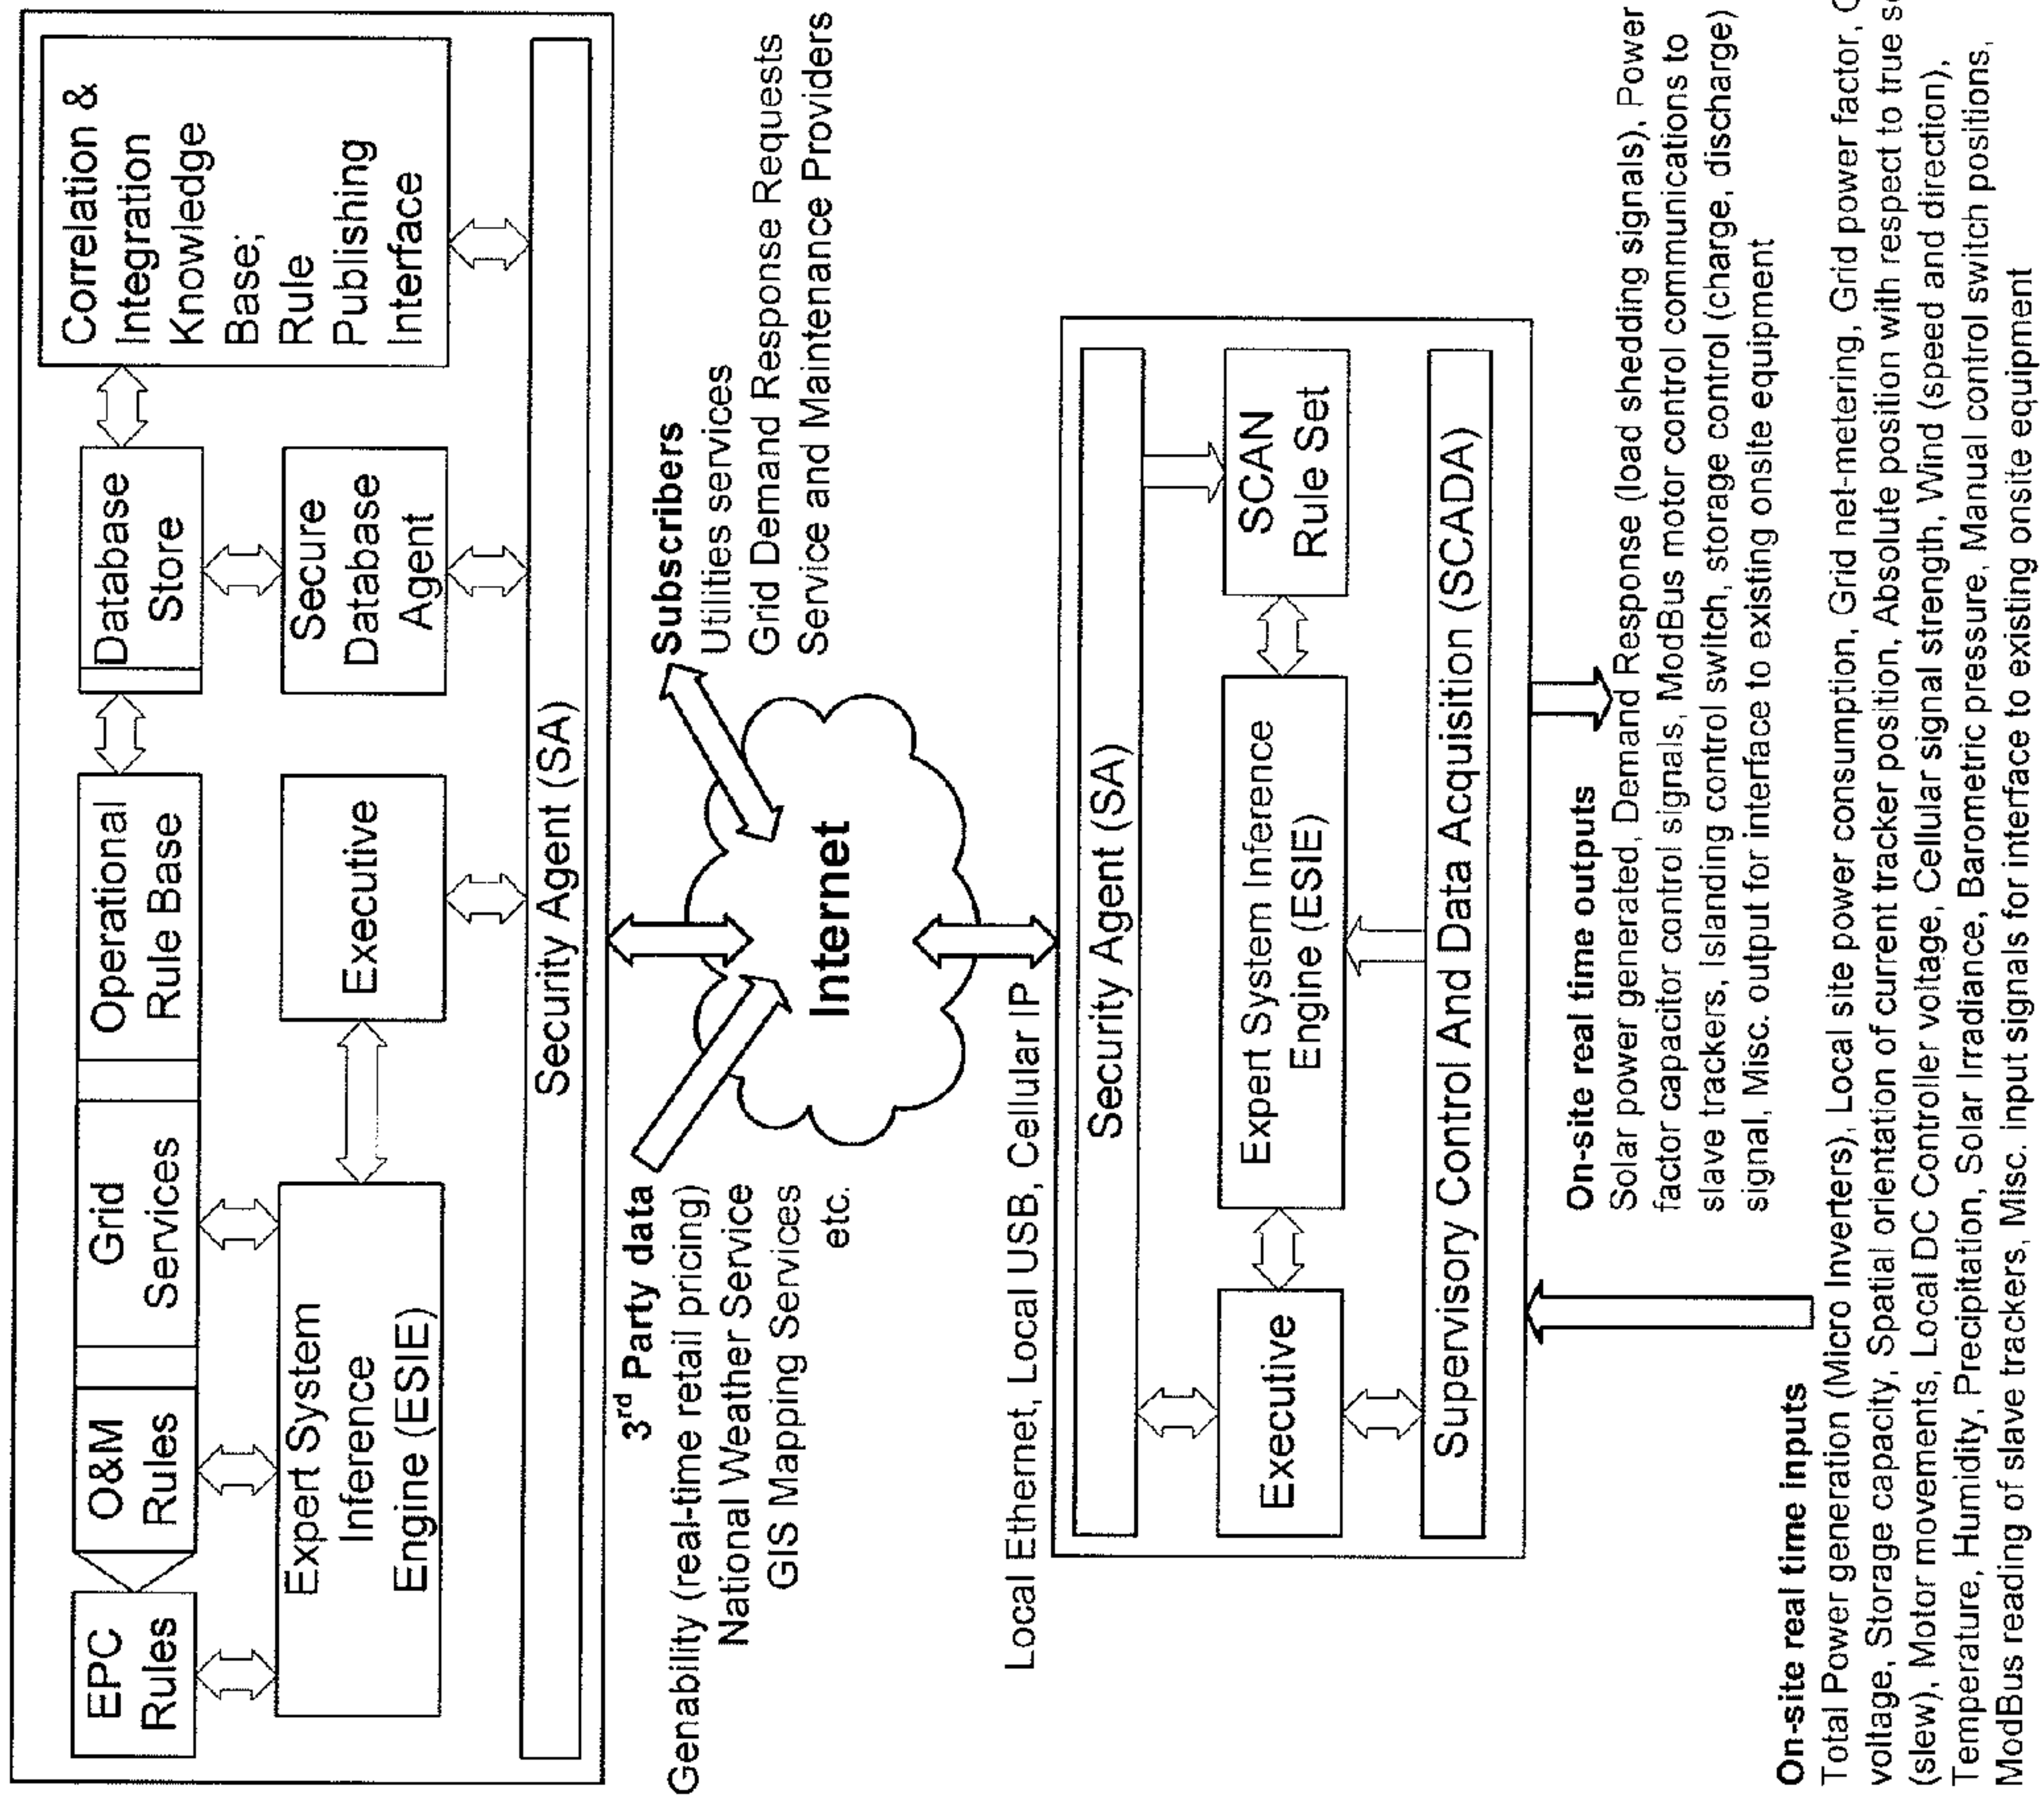 EPC
Rules
O&M
Rules
Grid
Services
Operational
Rule Base
Database
Store
Correlation &
Integration
Knowledge
Base;
Rule
Publishing
Interface
Expert System
Inference
Engine (ESIE)
Executive
Secure
Database
Agent
Security Agent (SA)
3rd Party data
Genability (real-time retail pricing)
National Weather Service
GIS Mapping Services
etc.
Internet
Subscribers
Utilities services
Grid Demand Response Requests
Service and Maintenance Providers
Local Ethernet, Local USB, Cellular IP
Security Agent (SA)
Executive
Expert System Inference
Engine (ESIE)
SCAN
Rule Set
Supervisory Control And Data Acquisition (SCADA)
On-site real time outputs
Solar power generated, Demand Response (load shedding signals), Power
factor capacitor control signals, ModBus motor control communications to
slave trackers, Islanding control switch, storage control (charge, discharge)
signal, Misc. output for interface to existing onsite equipment
On-site real time inputs
Total Power generation (Micro Inverters), Local site power consumption, Grid net-metering, Grid power factor,
voltage, Storage capacity, Spatial orientation of current tracker position, Absolute position with respect to true
(slew), Motor movements, Local DC Controller voltage, Cellular signal strength, Wind (speed and direction),
Temperature, Humidity, Precipitation, Solar Irradiance, Barometric pressure, Manual control switch positions,
ModBus reading of slave trackers, Misc. input signals for interface to existing onsite equipment